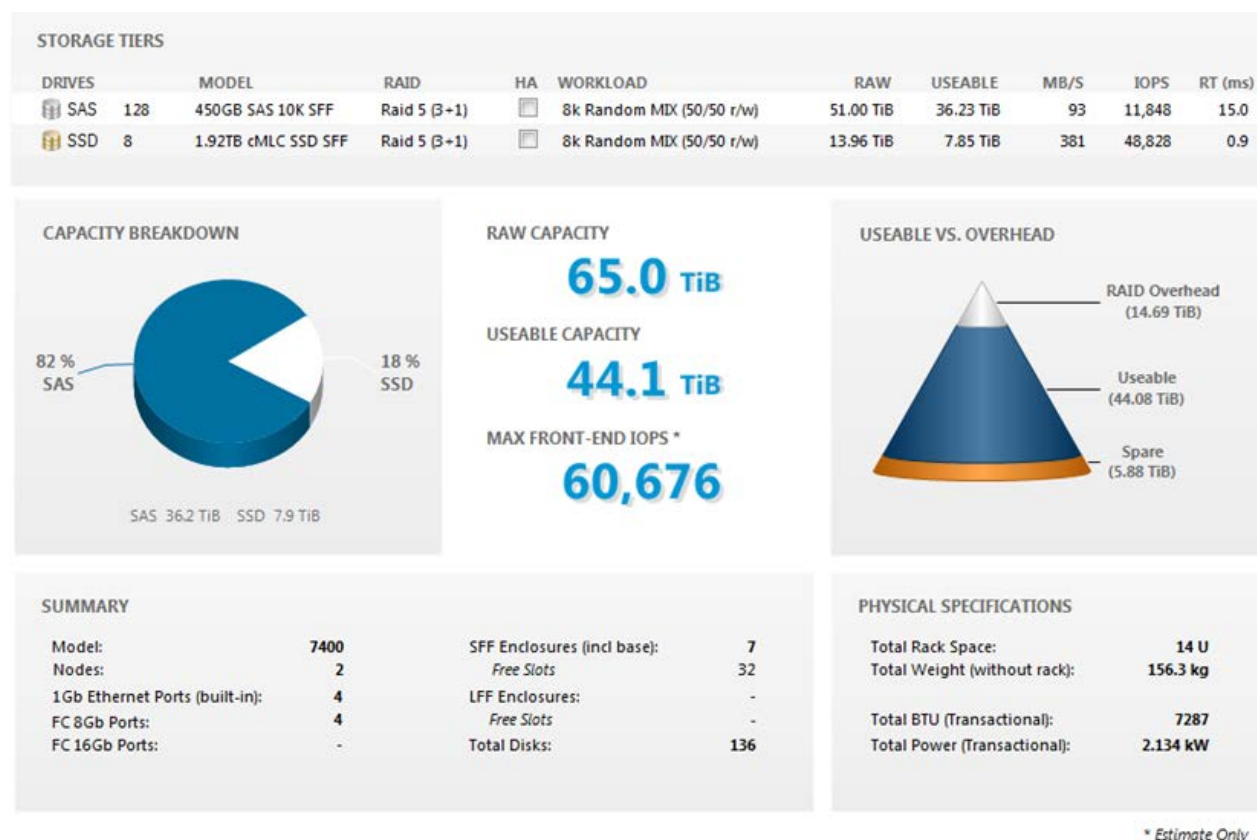 STORAGE TIERS
DRIVES MODEL RAID HA WORKLOAD RAW USEABLE MB/S IOPS RT (ms)
SAS 128 450GB SAS 10K SFF Raid 5 (3+1) 8k Random MIX (50/50 r/w) 51.00 TiB 36.23 TiB 93 11,848 15.0
SSD 8 1.92TB cMLC SSD SFF Raid 5 (3+1) 8k Random MIX (50/50 r/w) 13.96 TiB 7.85 TiB 381 48,828 0.9
CAPACITY BREAKDOWN
82 %
SAS
18 %
SSD
SAS 36.2 TiB SSD 7.9 TiB
RAW CAPACITY
65.0 TiB
USEABLE CAPACITY
44.1 TiB
MAX FRONT-END IOPS *
60,676
USEABLE VS. OVERHEAD
RAID Overhead
(14.69 TiB)
Useable
(44.08 TiB)
Spare
(5.88 TiB)
SUMMARY
Model: 7400
Nodes: 2
1Gb Ethernet Ports (built-in): 4
FC 8Gb Ports: 4
FC 16Gb Ports: -
SFF Enclosures (incl base): 7
Free Slots 32
LFF Enclosures: -
Free Slots -
Total Disks: 136
PHYSICAL SPECIFICATIONS
Total Rack Space: 14 U
Total Weight (without rack): 156.3 kg
Total BTU (Transactional): 7287
Total Power (Transactional): 2.134 kW
* Estimate Only